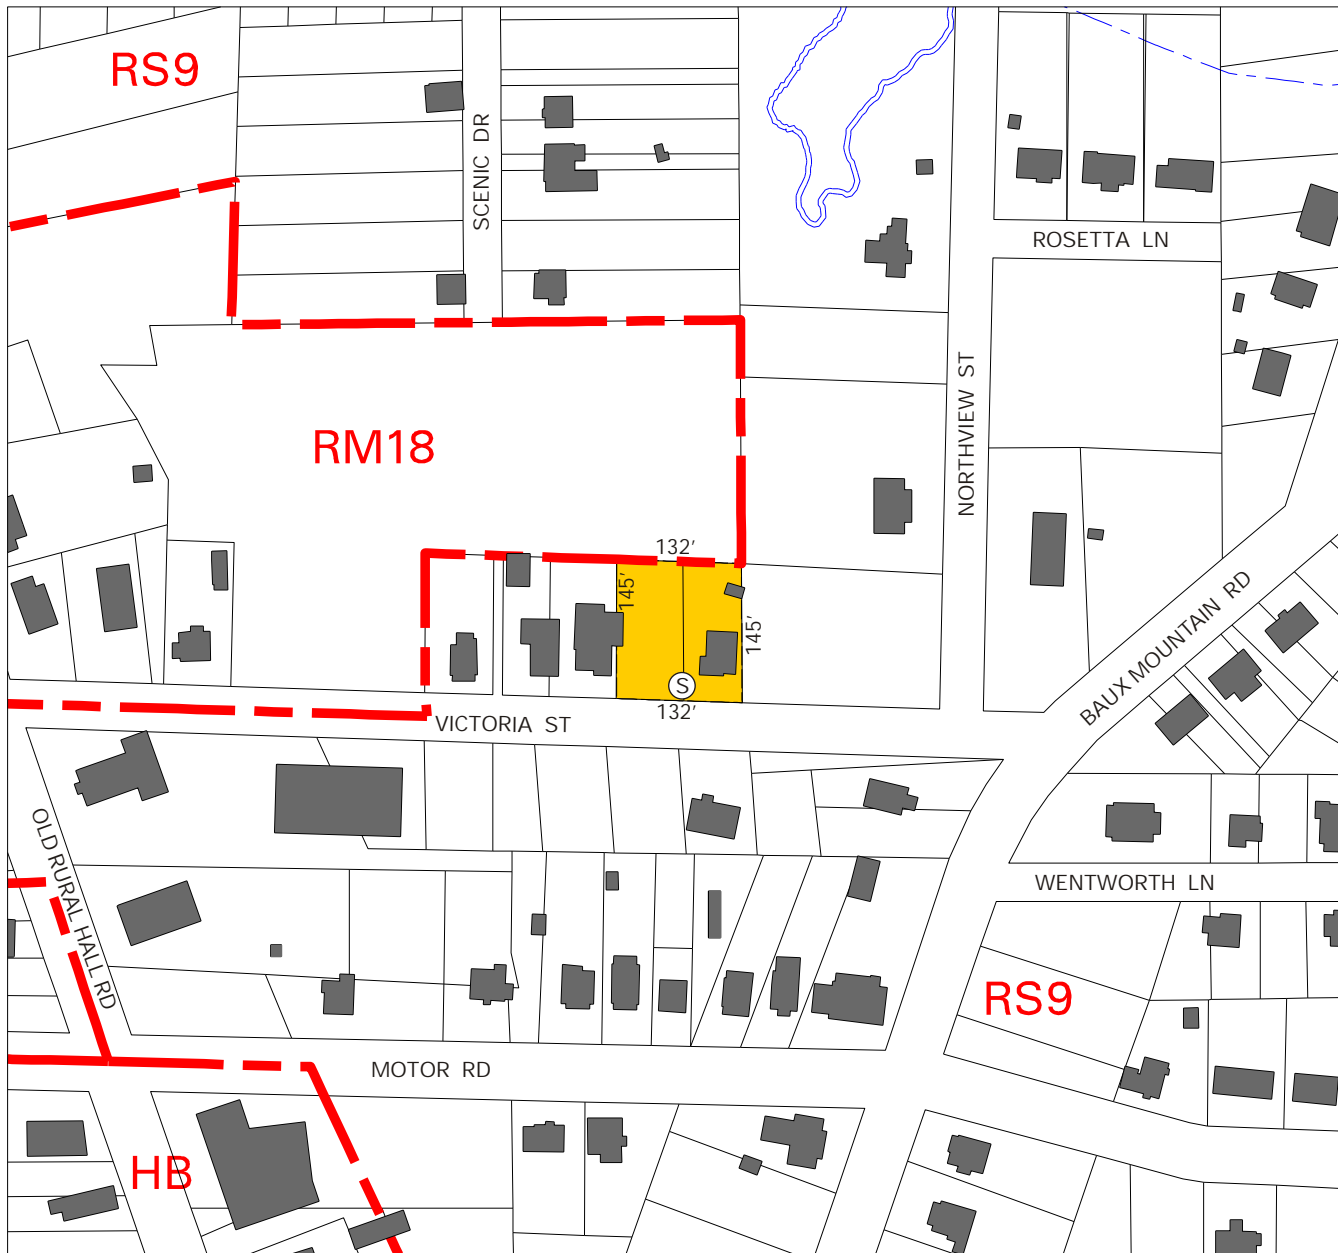 RS9
SCENIC DR
ROSETTA LN
RM18
NORTHVIEW ST
132'
145'
145'
BAUX MOUNTAIN RD
S
132'
VICTORIA ST
OLD RURAL HALL RD
WENTWORTH LN
RS9
MOTOR RD
HB